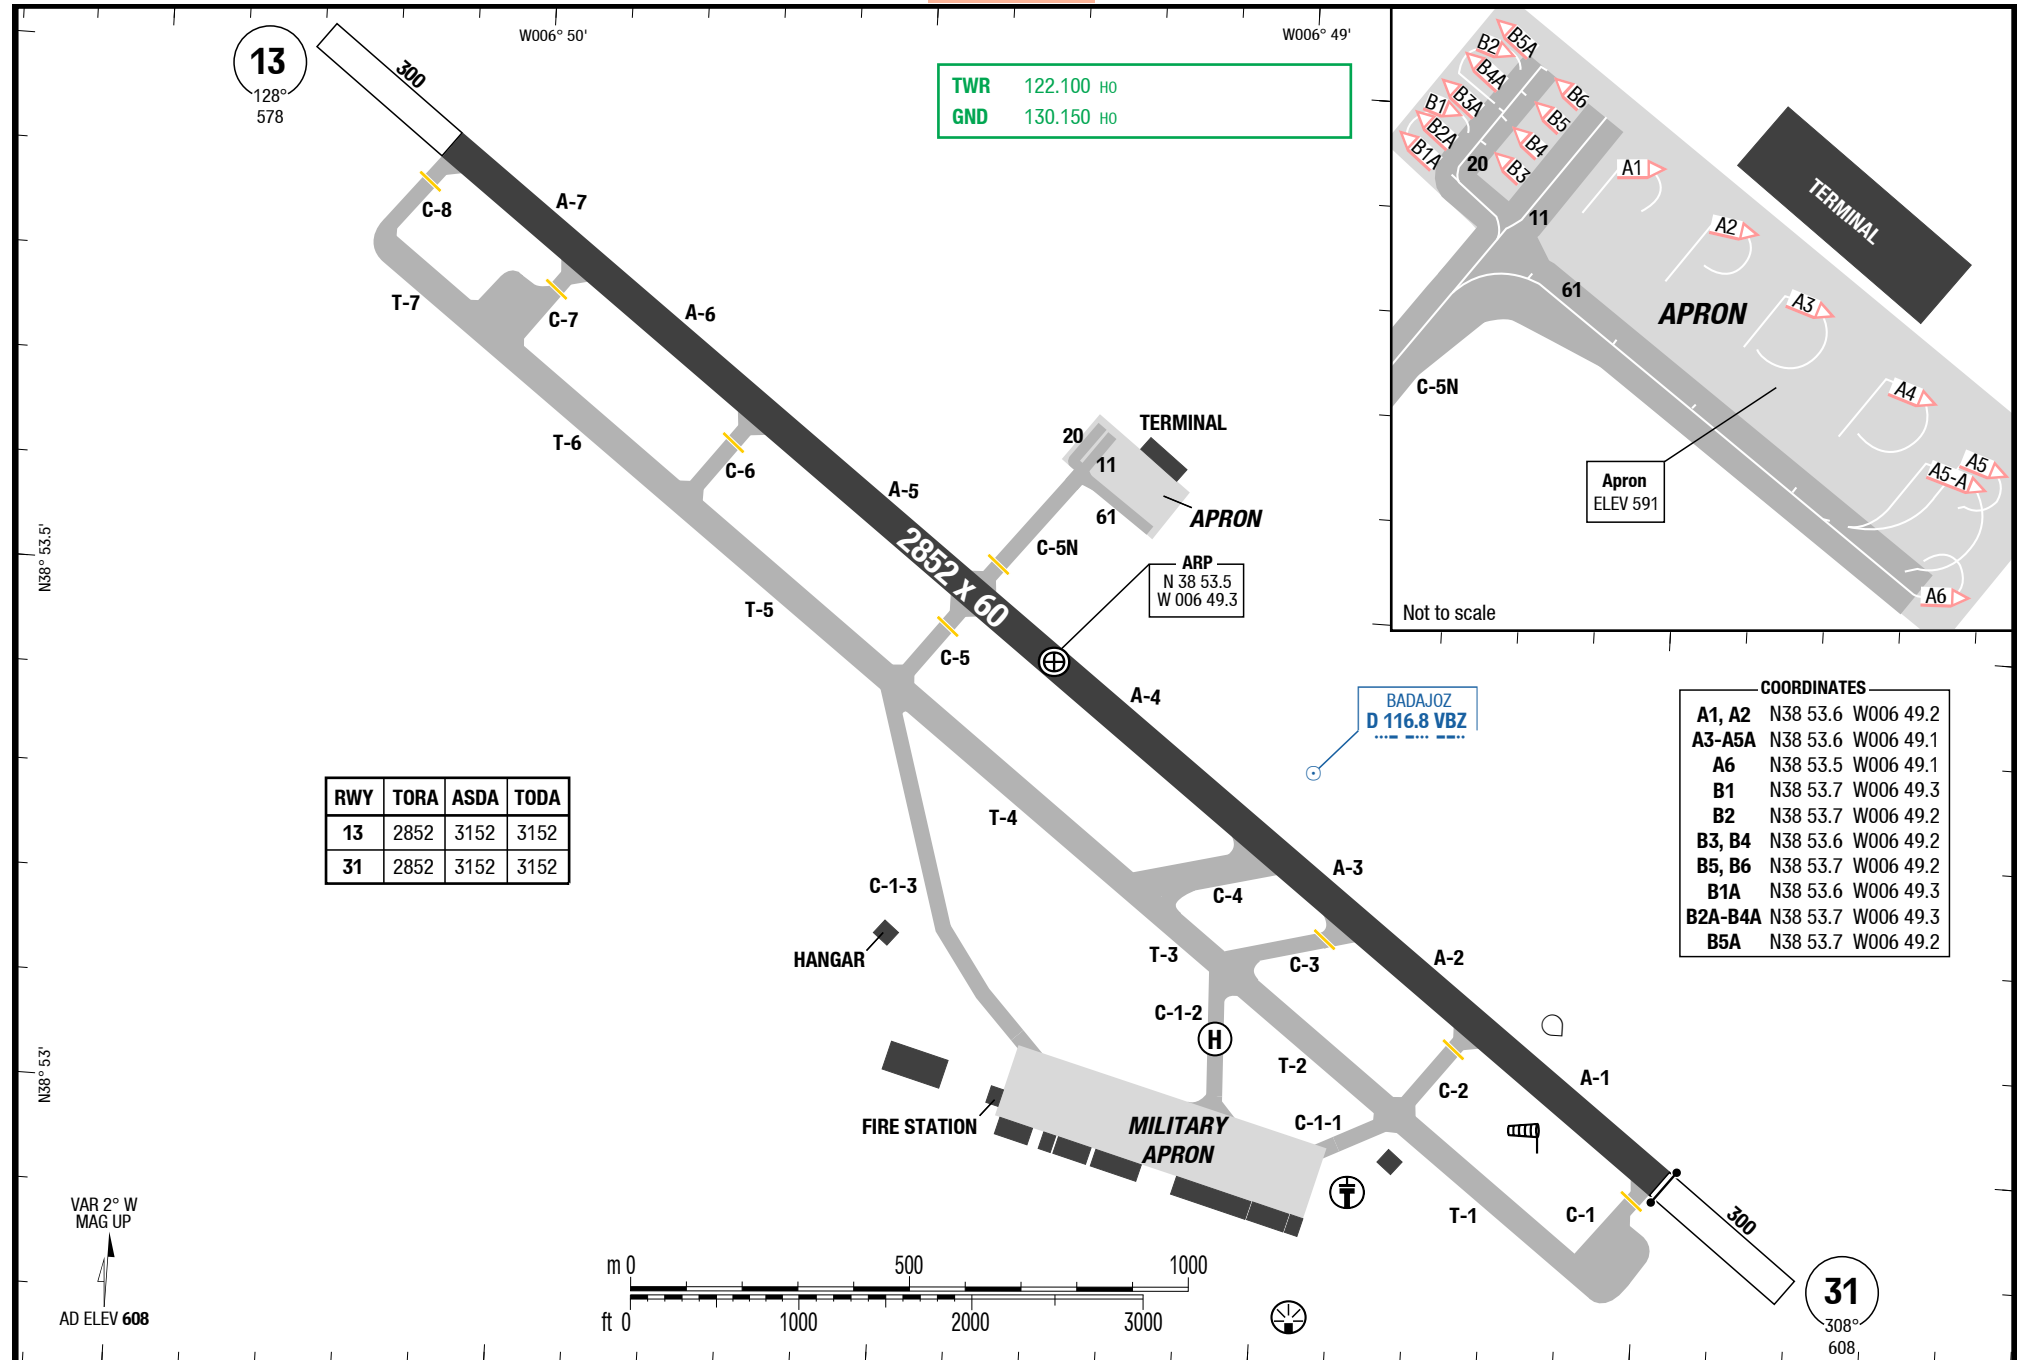 W006° 50'
W006° 49'
13
128°
578
300
TWR 122.100 HO
GND 130.150 HO
B5A
B2
B4A
B6
B3A
B1
B5
B2A
B4
B1A
20
B3
A1
TERMINAL
11
A2
61
A3
APRON
C-5N
A4
A5
A5-A
Apron
ELEV 591
A6
Not to scale
C-8
A-7
T-7
C-7
A-6
T-6
C-6
A-5
20
TERMINAL
11
61
APRON
C-5N
2852 x 60
N38° 53.5'
ARP
N 38 53.5
W 006 49.3
T-5
C-5
A-4
BADAJOZ
D 116.8 VBZ
COORDINATES
A1, A2 N38 53.6 W006 49.2
A3-A5A N38 53.6 W006 49.1
A6 N38 53.5 W006 49.1
B1 N38 53.7 W006 49.3
B2 N38 53.7 W006 49.2
B3, B4 N38 53.6 W006 49.2
B5, B6 N38 53.7 W006 49.2
B1A N38 53.6 W006 49.3
B2A-B4A N38 53.7 W006 49.3
B5A N38 53.7 W006 49.2
RWY TORA ASDA TODA
13 2852 3152 3152
31 2852 3152 3152
T-4
A-3
C-1-3
C-4
HANGAR
T-3
C-3
A-2
C-1-2
H
T-2
N38° 53'
C-2
A-1
FIRE STATION
MILITARY
APRON
C-1-1
T-1
C-1
300
VAR 2° W
MAG UP
AD ELEV 608
m 0 500 1000
ft 0 1000 2000 3000
31
308°
608